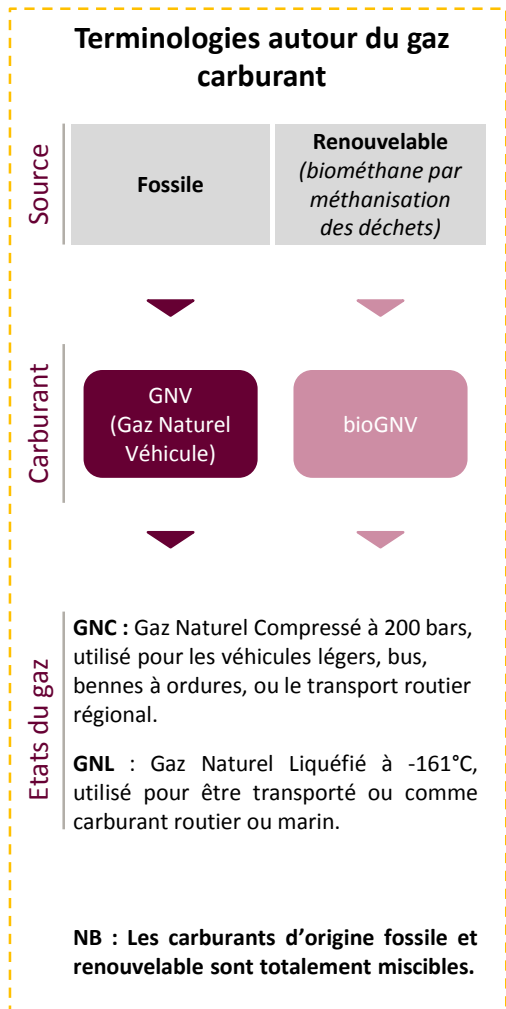 Terminologies autour du gaz
carburant
Source
Fossile
Renouvelable
(biométhane par
méthanisation
des déchets)
Carburant
GNV
(Gaz Naturel
Véhicule)
bioGNV
Etats du gaz
GNC : Gaz Naturel Compressé à 200 bars,
utilisé pour les véhicules légers, bus,
bennes à ordures, ou le transport routier
régional.
GNL : Gaz Naturel Liquéfié à -161°C,
utilisé pour être transporté ou comme
carburant routier ou marin.
NB : Les carburants d'origine fossile et
renouvelable sont totalement miscibles.